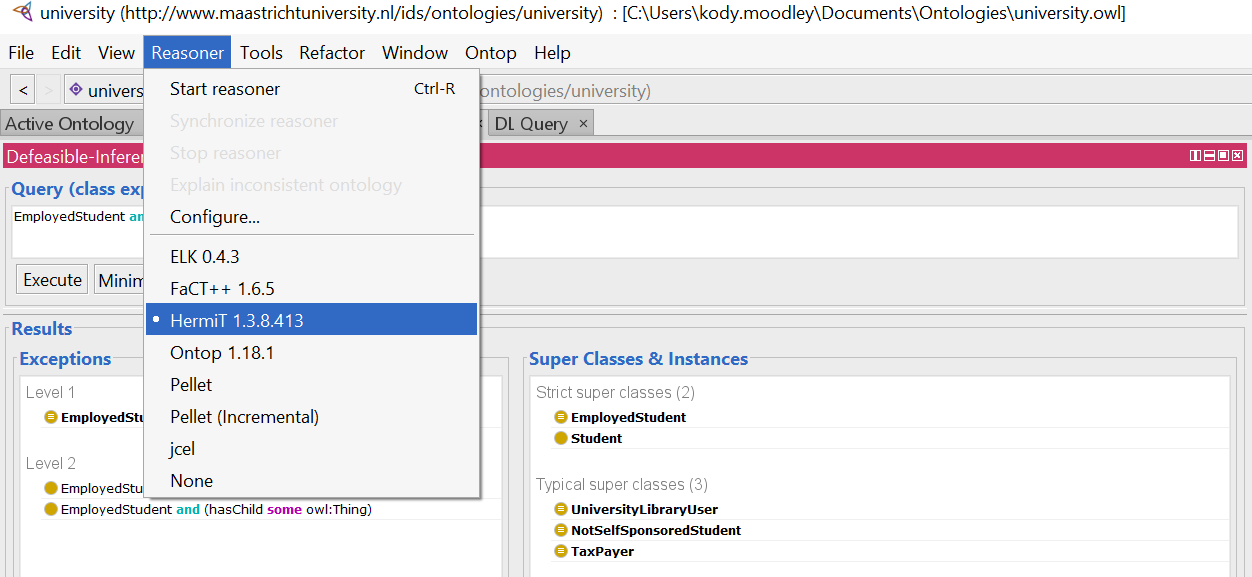 university (http://www.maastrichtuniversity.nl/ids/ontologies/university) : [C:\Users\kody.moodley\Documents\Ontologies\university.owl]
File Edit View Reasoner Tools Refactor Window Ontop Help
< > univers ontologies/university)
Active Ontology DL Query ×
Defeasible-Inferen
Query (class exp
EmployedStudent an
Execute Minim
Start reasoner Ctrl-R
Synchronize reasoner
Stop reasoner
Explain inconsistent ontology
Configure...
ELK 0.4.3
FaCT++ 1.6.5
HermiT 1.3.8.413
Ontop 1.18.1
Pellet
Pellet (Incremental)
jcel
None
Results
Exceptions
Level 1
EmployedStu
Level 2
EmployedStu
EmployedStudent and (hasChild some owl:Thing)
Super Classes & Instances
Strict super classes (2)
EmployedStudent
Student
Typical super classes (3)
UniversityLibraryUser
NotSelfSponsoredStudent
TaxPayer